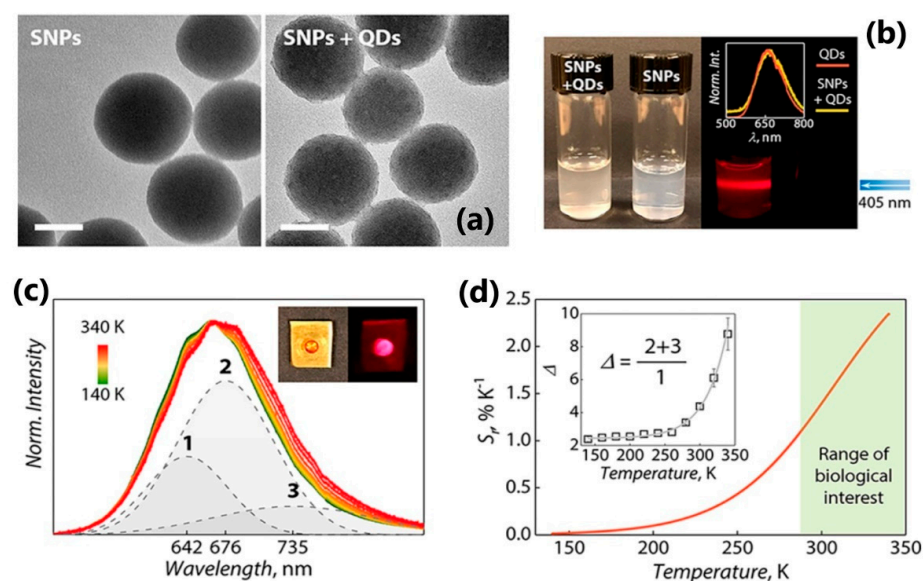 SNPs
SNPs + QDs
(a)
(b)
SNPs
+QDs
SNPs
Norm. Int.
500 650 800
λ, nm
QDs
SNPs
+ QDs
405 nm
(c)
340 K
140 K
Norm. Intensity
1
2
3
642 676 735
Wavelength, nm
(d)
Sr, % K⁻¹
2.5
2.0
1.5
1.0
0.5
0.0
Δ
10
8
6
4
2
Δ = 2+3
1
150 200 250 300 350
Temperature, K
Range of
biological
interest
150 200 250 300 350
Temperature, K